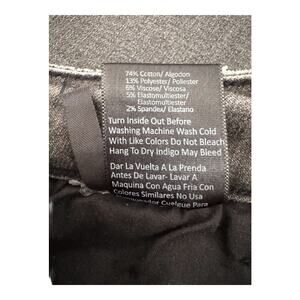 74% Cotton/ Algodon
13% Polyester/ Poliester
6% Viscose/ Viscosa
5% Elastomultiester/
Elastomultiester/
2% Spandex/ Elastano
Turn Inside Out Before
Washing Machine Wash Cold
With Like Colors Do Not Bleach
Hang To Dry Indigo May Bleed
Dar La Vuelta A La Prenda
Antes De Lavar- Lavar A
Maquina Con Agua Fria Con
Colores Similares No Usa
Cuelgue Para